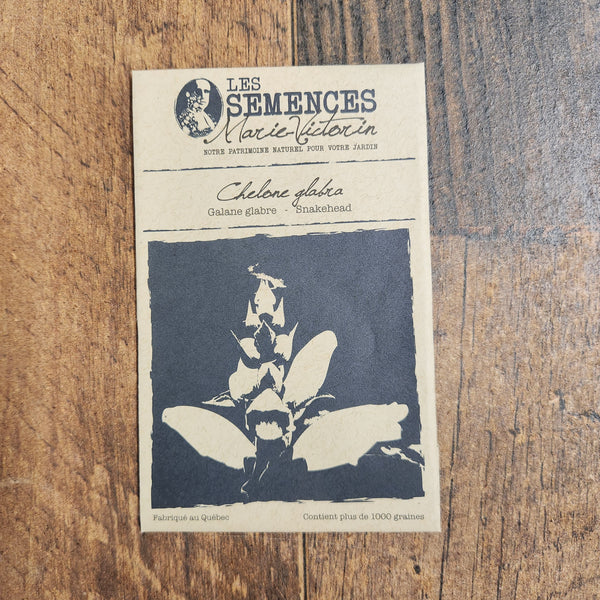 LES
SEMENCES
Marie-Victorin
NOTRE PATRIMOINE NATUREL POUR VOTRE JARDIN
Chelone glabra
Galane glabre - Snakehead
Fabriqué au Québec
Contient plus de 1000 graines